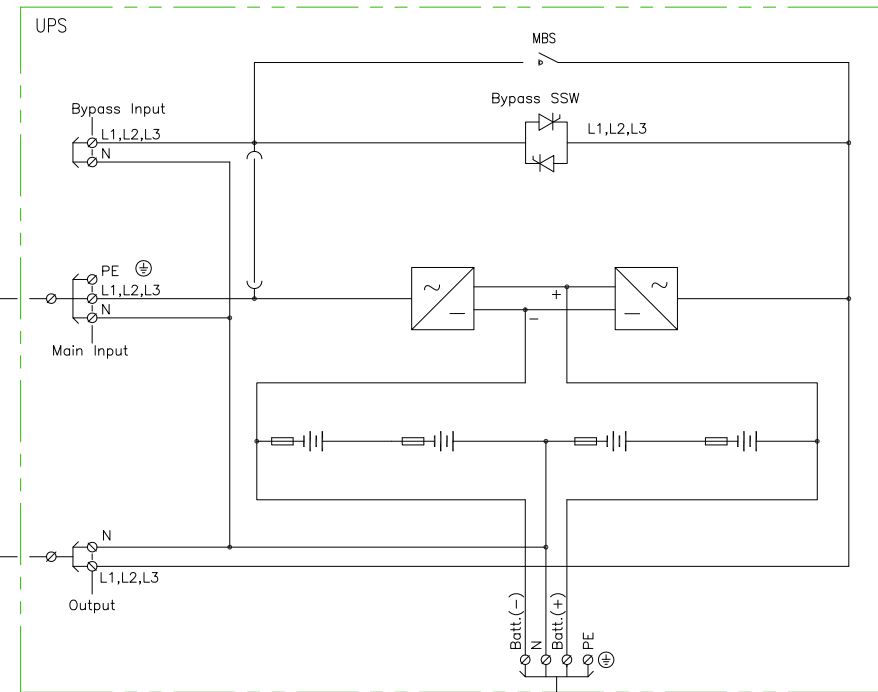 UPS
MBS
Bypass Input
Bypass SSW
L1,L2,L3
L1,L2,L3
N
PE
L1,L2,L3
N
Main Input
+
−
N
L1,L2,L3
Output
Batt.(−)
N
Batt.(+)
PE